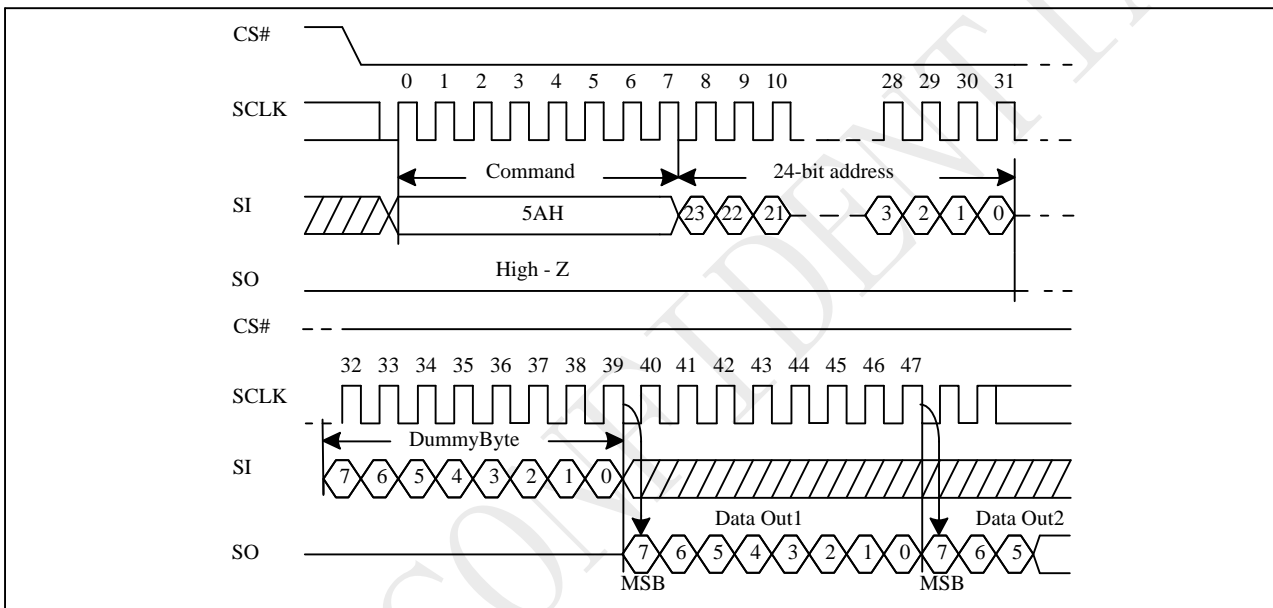 CS#
0 1 2 3 4 5 6 7 8 9 10 28 29 30 31
SCLK
Command 24-bit address
SI 5AH 23 22 21 3 2 1 0
High - Z
SO
CS#
32 33 34 35 36 37 38 39 40 41 42 43 44 45 46 47
SCLK
DummyByte
SI 7 6 5 4 3 2 1 0
Data Out1 Data Out2
SO 7 6 5 4 3 2 1 0 7 6 5
MSB MSB
CONFIDENTIA